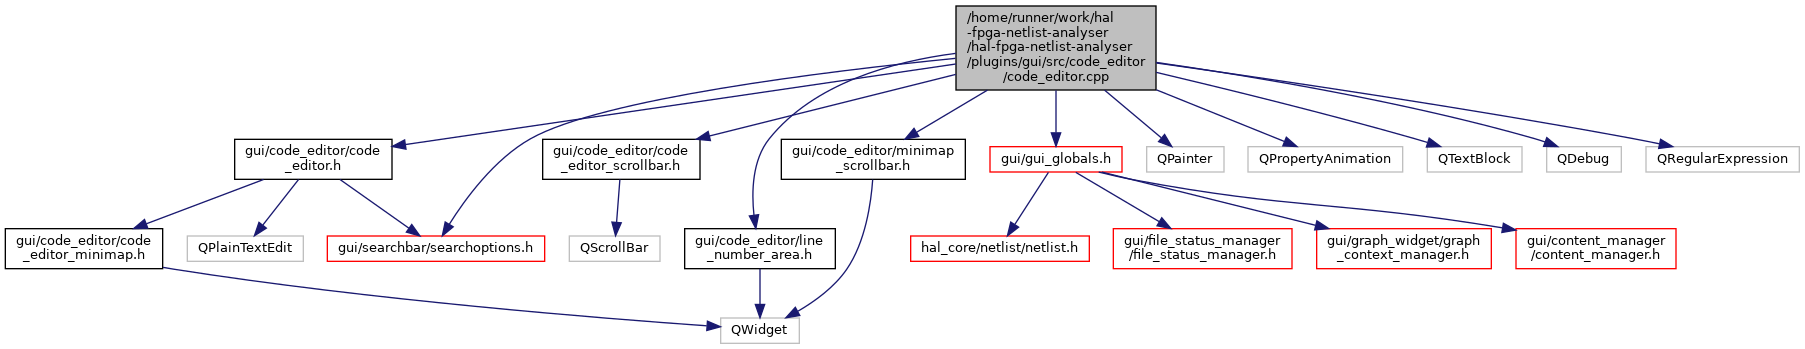 /home/runner/work/hal
-fpga-netlist-analyser
/hal-fpga-netlist-analyser
/plugins/gui/src/code_editor
/code_editor.cpp
gui/code_editor/code
_editor.h
gui/code_editor/code
_editor_scrollbar.h
gui/code_editor/minimap
_scrollbar.h
gui/gui_globals.h
QPainter
QPropertyAnimation
QTextBlock
QDebug
QRegularExpression
gui/code_editor/code
_editor_minimap.h
QPlainTextEdit
gui/searchbar/searchoptions.h
QScrollBar
gui/code_editor/line
_number_area.h
hal_core/netlist/netlist.h
gui/file_status_manager
/file_status_manager.h
gui/graph_widget/graph
_context_manager.h
gui/content_manager
/content_manager.h
QWidget